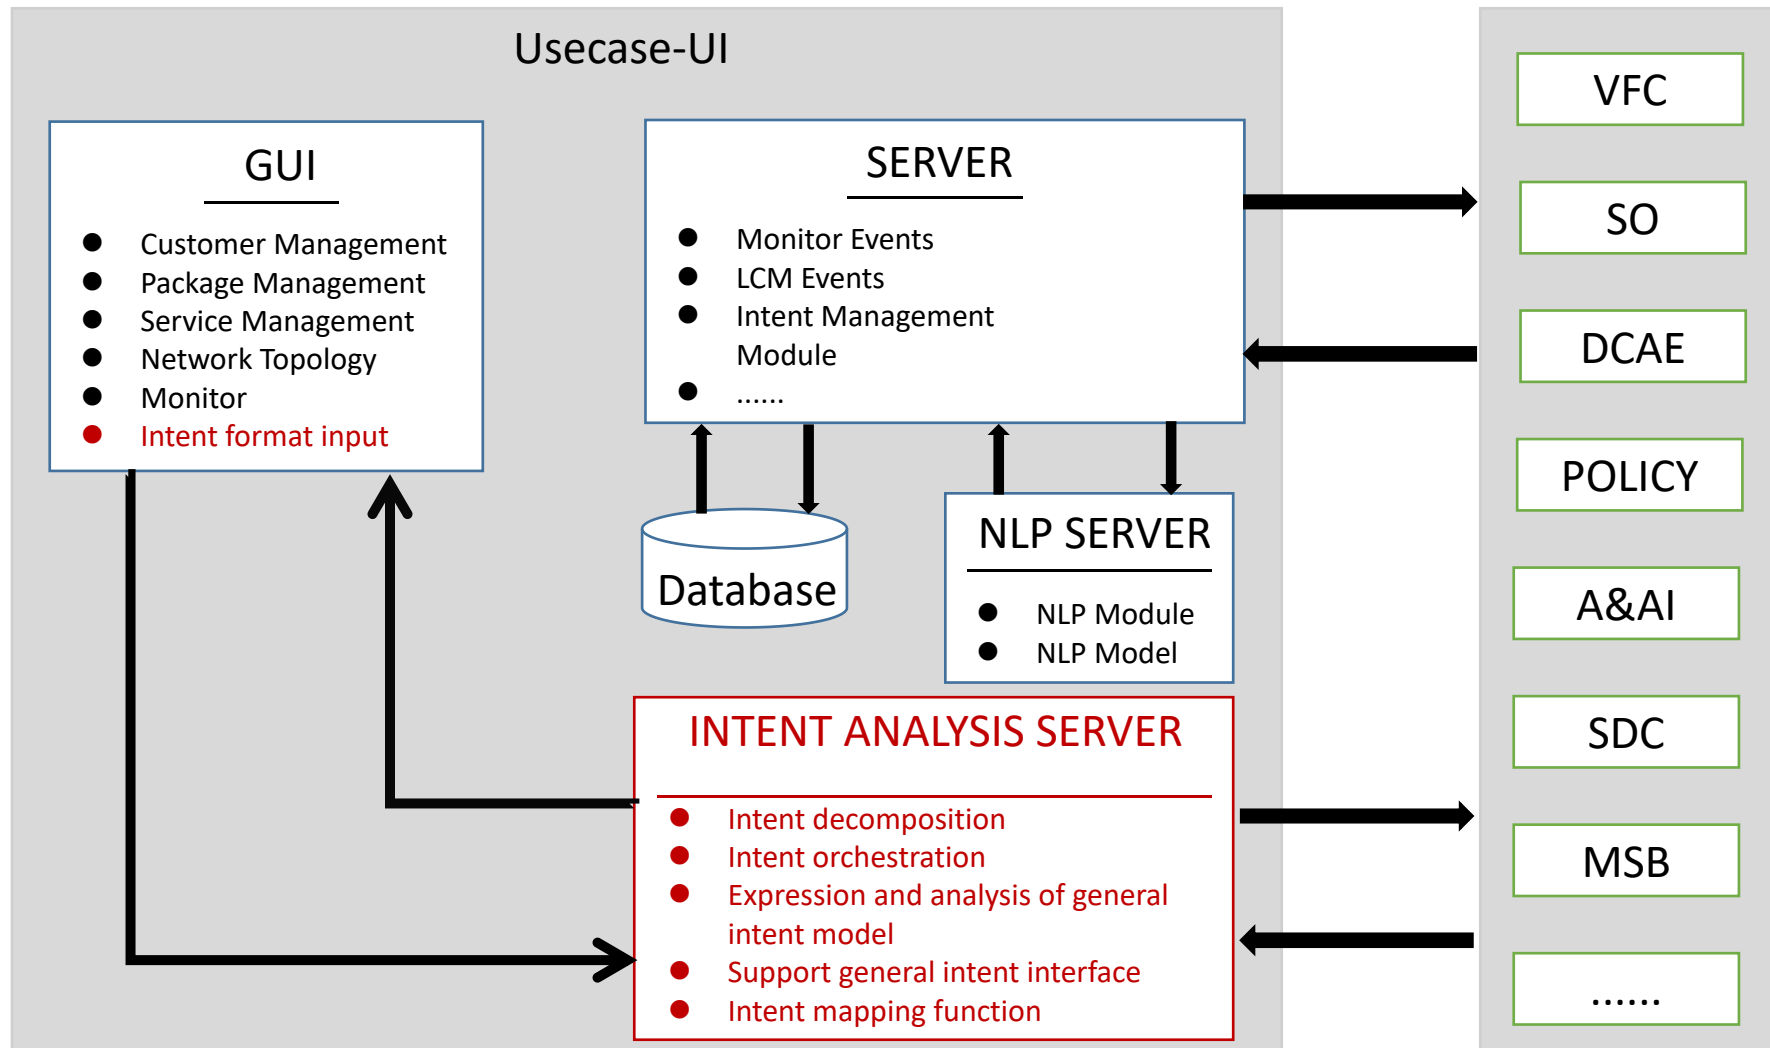 Usecase-UI
GUI
Customer Management
Package Management
Service Management
Network Topology
Monitor
Intent format input
SERVER
Monitor Events
LCM Events
Intent Management
Module
......
Database
NLP SERVER
NLP Module
NLP Model
INTENT ANALYSIS SERVER
Intent decomposition
Intent orchestration
Expression and analysis of general
intent model
Support general intent interface
Intent mapping function
VFC
SO
DCAE
POLICY
A&AI
SDC
MSB
......